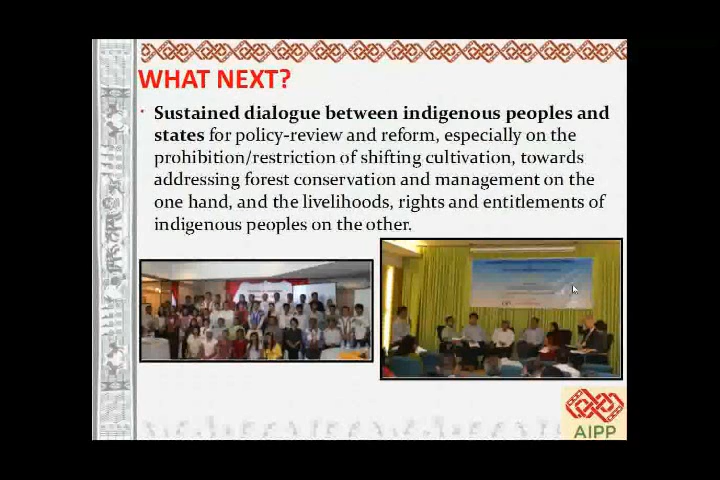 WHAT NEXT?
• Sustained dialogue between indigenous peoples and
states for policy-review and reform, especially on the
prohibition/restriction of shifting cultivation, towards
addressing forest conservation and management on the
one hand, and the livelihoods, rights and entitlements of
indigenous peoples on the other.
AIPP